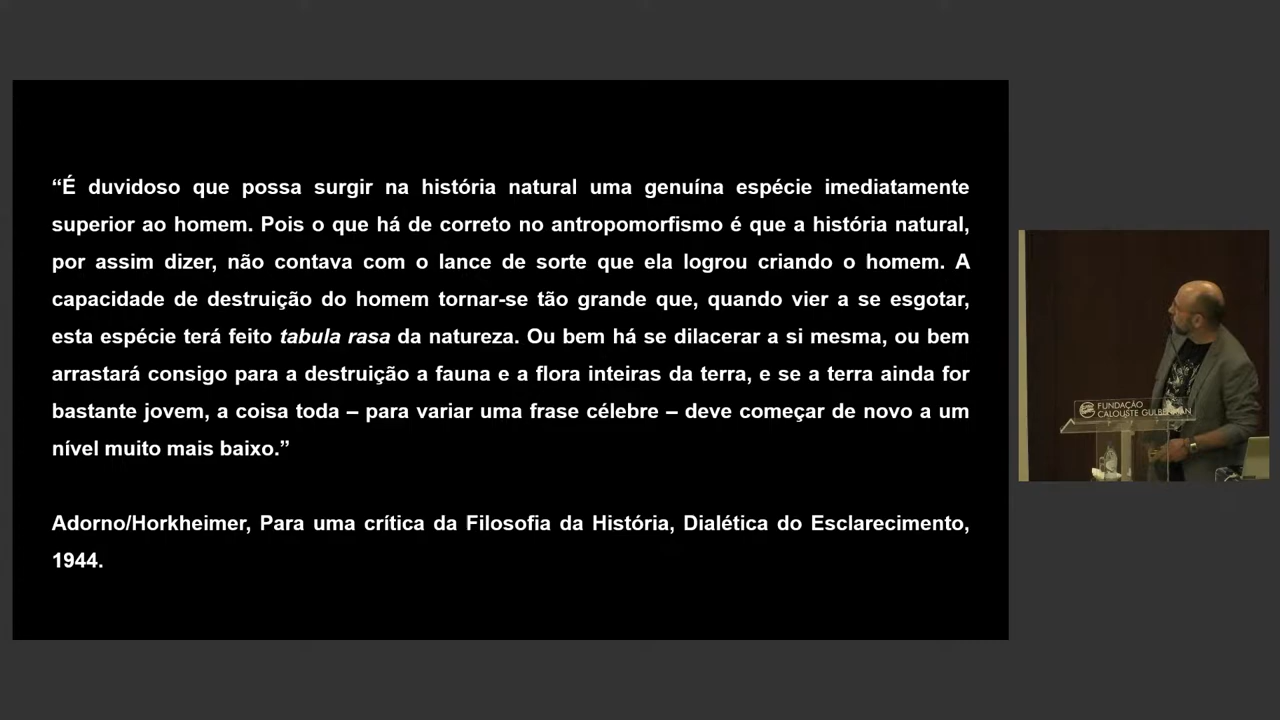 “É duvidoso que possa surgir na história natural uma genuína espécie imediatamente
superior ao homem. Pois o que há de correto no antropomorfismo é que a história natural,
por assim dizer, não contava com o lance de sorte que ela logrou criando o homem. A
capacidade de destruição do homem tornar-se tão grande que, quando vier a se esgotar,
esta espécie terá feito tabula rasa da natureza. Ou bem há se dilacerar a si mesma, ou bem
arrastará consigo para a destruição a fauna e a flora inteiras da terra, e se a terra ainda for
bastante jovem, a coisa toda – para variar uma frase célebre – deve começar de novo a um
nível muito mais baixo.”
Adorno/Horkheimer, Para uma crítica da Filosofia da História, Dialética do Esclarecimento,
1944.
FUNDAÇÃO
CALOUSTE GULBENKIAN